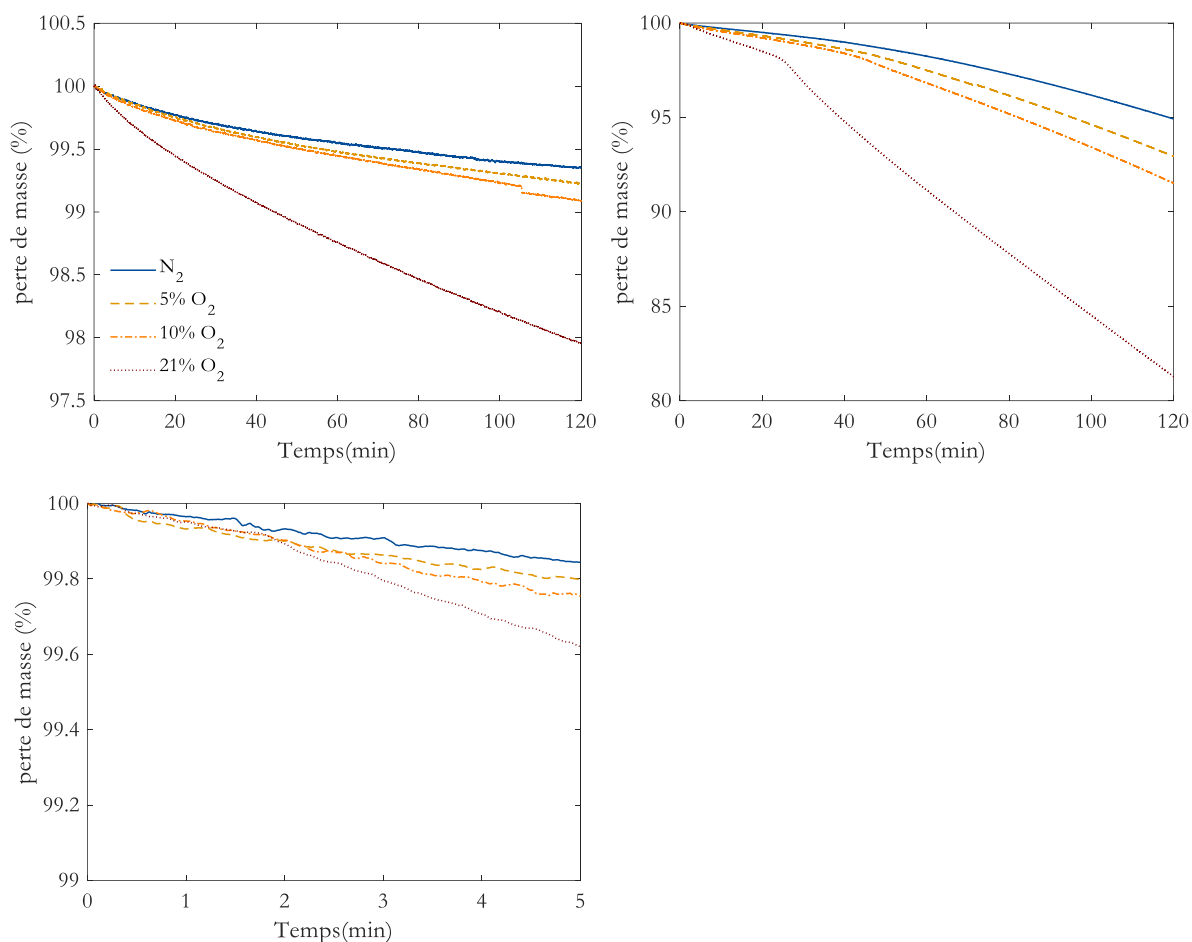 100.5
100
99.5
99
98.5
98
97.5
perte de masse (%)
N2
5% O2
10% O2
21% O2
0 20 40 60 80 100 120
Temps(min)
100
95
90
85
80
perte de masse (%)
0 20 40 60 80 100 120
Temps(min)
100
99.8
99.6
99.4
99.2
99
perte de masse (%)
0 1 2 3 4 5
Temps(min)